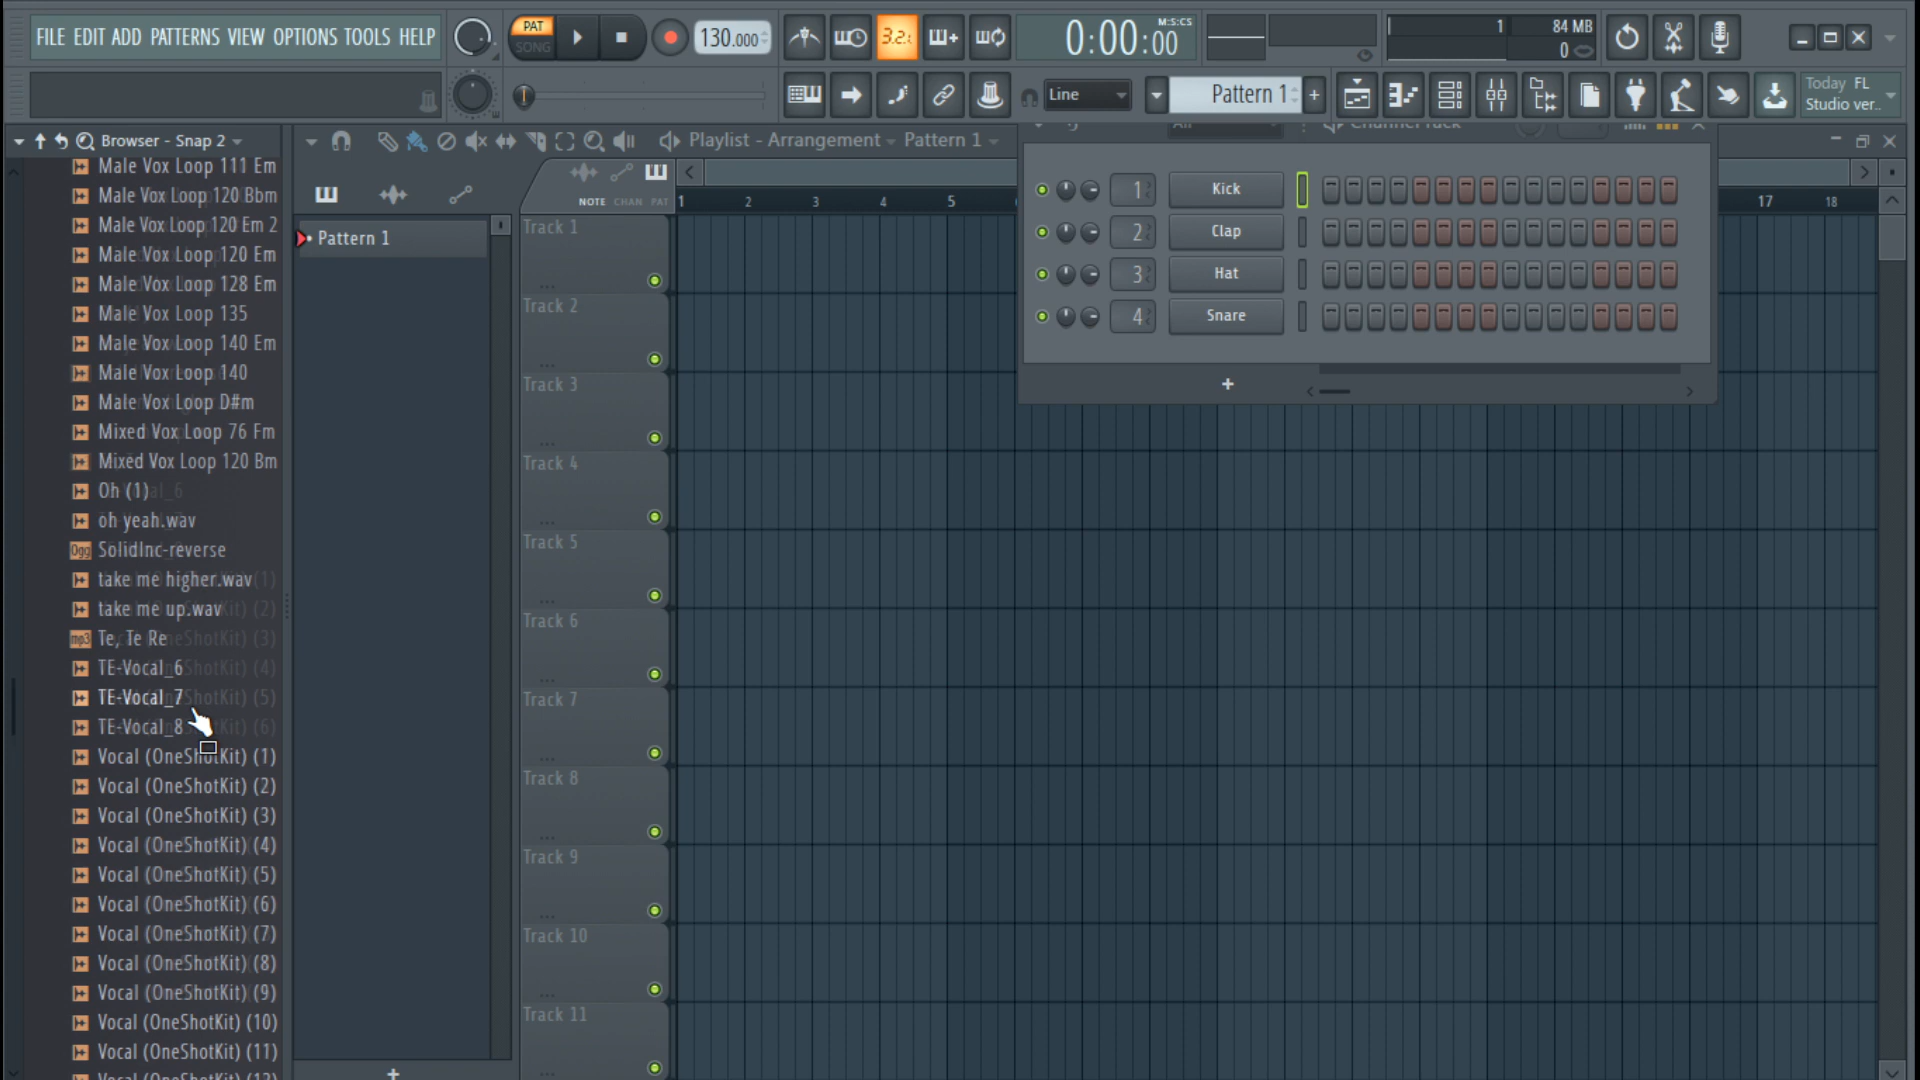 FILE EDIT ADD PATTERNS VIEW OPTIONS TOOLS HELP
PAT
SONG
130.000
3.2.
0:00:00
M:S:CS
1
84 MB
0
Line
Pattern 1
+
Today FL
Studio ver..
Browser - Snap 2
Playlist - Arrangement
Pattern 1
Channel rack
All
Male Vox Loop 111 Em
Male Vox Loop 120 Bbm
Male Vox Loop 120 Em 2
Male Vox Loop 120 Em
Male Vox Loop 128 Em
Male Vox Loop 135
Male Vox Loop 140 Em
Male Vox Loop 140
Male Vox Loop D#m
Mixed Vox Loop 76 Fm
Mixed Vox Loop 120 Bm
Oh (1)
oh yeah.wav
Ogg
SolidInc-reverse
take me higher.wav
take me up.wav
mp3
Te, Te Re
TE-Vocal_6
TE-Vocal_7
TE-Vocal_8
Vocal (OneShotKit) (1)
Vocal (OneShotKit) (2)
Vocal (OneShotKit) (3)
Vocal (OneShotKit) (4)
Vocal (OneShotKit) (5)
Vocal (OneShotKit) (6)
Vocal (OneShotKit) (7)
Vocal (OneShotKit) (8)
Vocal (OneShotKit) (9)
Vocal (OneShotKit) (10)
Vocal (OneShotKit) (11)
Pattern 1
+
NOTE CHAN PAT
1 2 3 4 5
17 18
Track 1
Track 2
Track 3
Track 4
Track 5
Track 6
Track 7
Track 8
Track 9
Track 10
Track 11
1 Kick
2 Clap
3 Hat
4 Snare
+